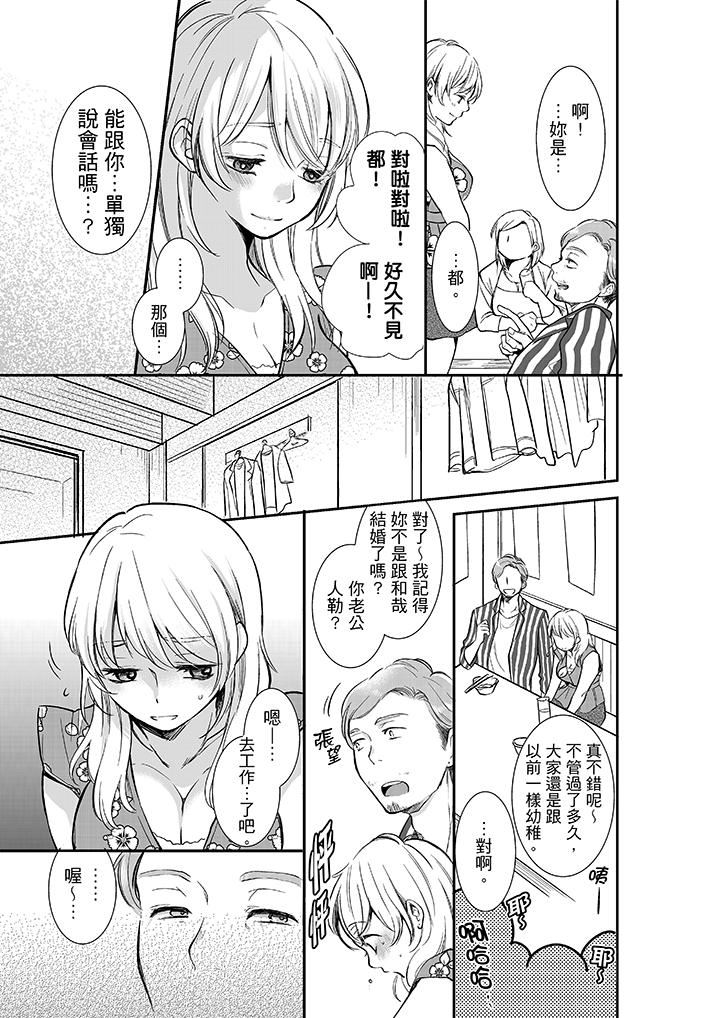 啊！
…妳是…
…都。
對啦對啦！
都！
好久不見
啊—！
能跟你…單獨
說會話嗎…？
……
那個…
真不錯呢～
不管過了多久，
大家還是跟
以前一樣幼稚。
…對啊。
耶～
耶～
哈哈…
對了～我記得
妳不是跟和哉
結婚了嗎？
你老公
人勒？
張望
怦怦
嗯—…
去工作…了吧。
……
喔～